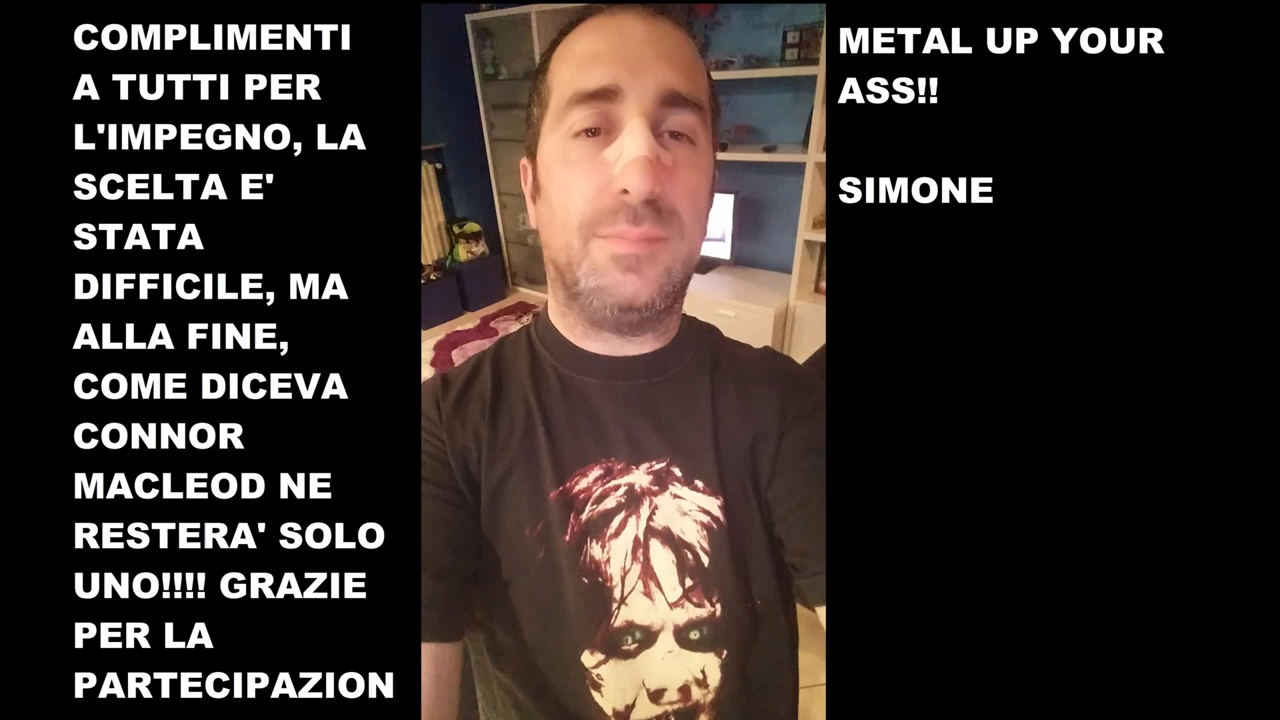 COMPLIMENTI
A TUTTI PER
L'IMPEGNO, LA
SCELTA E'
STATA
DIFFICILE, MA
ALLA FINE,
COME DICEVA
CONNOR
MACLEOD NE
RESTERA' SOLO
UNO!!!! GRAZIE
PER LA
PARTECIPAZION
METAL UP YOUR
ASS!!
SIMONE